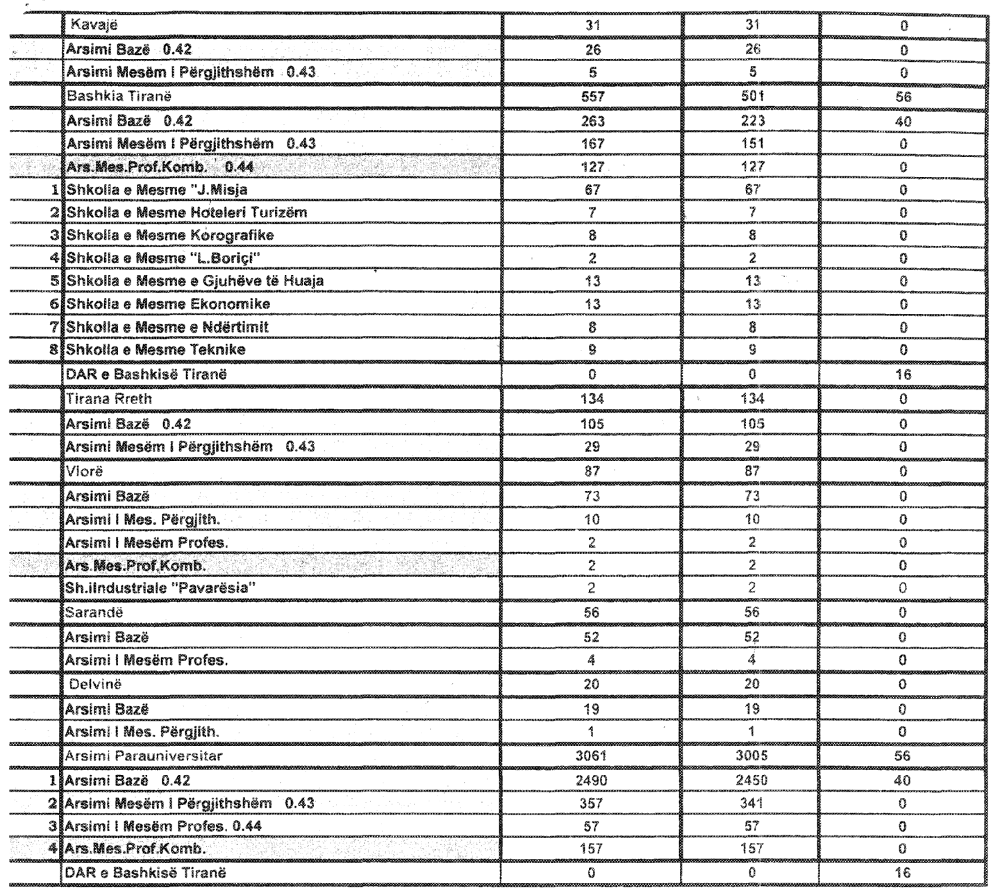 Kavajë 31 31 0
Arsimi Bazë 0.42 26 26 0
Arsimi Mesëm I Përgjithshëm 0.43 5 5 0
Bashkia Tiranë 557 501 56
Arsimi Bazë 0.42 263 223 40
Arsimi Mesëm I Përgjithshëm 0.43 167 151 0
Ars.Mes.Prof.Komb. 0.44 127 127 0
1 Shkolla e Mesme "J.Misja 67 67 0
2 Shkolla e Mesme Hoteleri Turizëm 7 7 0
3 Shkolla e Mesme Korografike 8 8 0
4 Shkolla e Mesme "L.Boriçi" 2 2 0
5 Shkolla e Mesme e Gjuhëve të Huaja 13 13 0
6 Shkolla e Mesme Ekonomike 13 13 0
7 Shkolla e Mesme e Ndërtimit 8 8 0
8 Shkolla e Mesme Teknike 9 9 0
DAR e Bashkisë Tiranë 0 0 16
Tirana Rreth 134 134 0
Arsimi Bazë 0.42 105 105 0
Arsimi Mesëm I Përgjithshëm 0.43 29 29 0
Vlorë 87 87 0
Arsimi Bazë 73 73 0
Arsimi I Mes. Përgjith. 10 10 0
Arsimi I Mesëm Profes. 2 2 0
Ars.Mes.Prof.Komb. 2 2 0
Sh.iIndustriale "Pavarësia" 2 2 0
Sarandë 56 56 0
Arsimi Bazë 52 52 0
Arsimi I Mesëm Profes. 4 4 0
Delvinë 20 20 0
Arsimi Bazë 19 19 0
Arsimi I Mes. Përgjith. 1 1 0
Arsimi Parauniversitar 3061 3005 56
1 Arsimi Bazë 0.42 2490 2450 40
2 Arsimi Mesëm I Përgjithshëm 0.43 357 341 0
3 Arsimi I Mesëm Profes. 0.44 57 57 0
4 Ars.Mes.Prof.Komb. 157 157 0
DAR e Bashkisë Tiranë 0 0 16